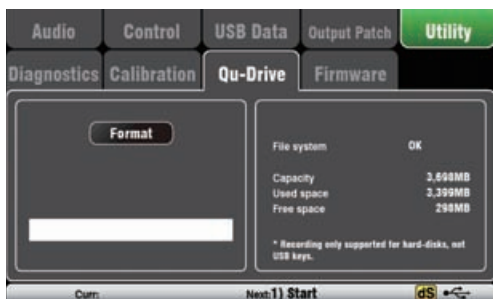 Audio Control USB Data Output Patch Utility
Diagnostics Calibration Qu-Drive Firmware
Format
File system OK
Capacity 3,698MB
Used space 3,399MB
Free space 298MB
* Recording only supported for hard-disks, not
USB keys.
Curr: Next:1) Start dS